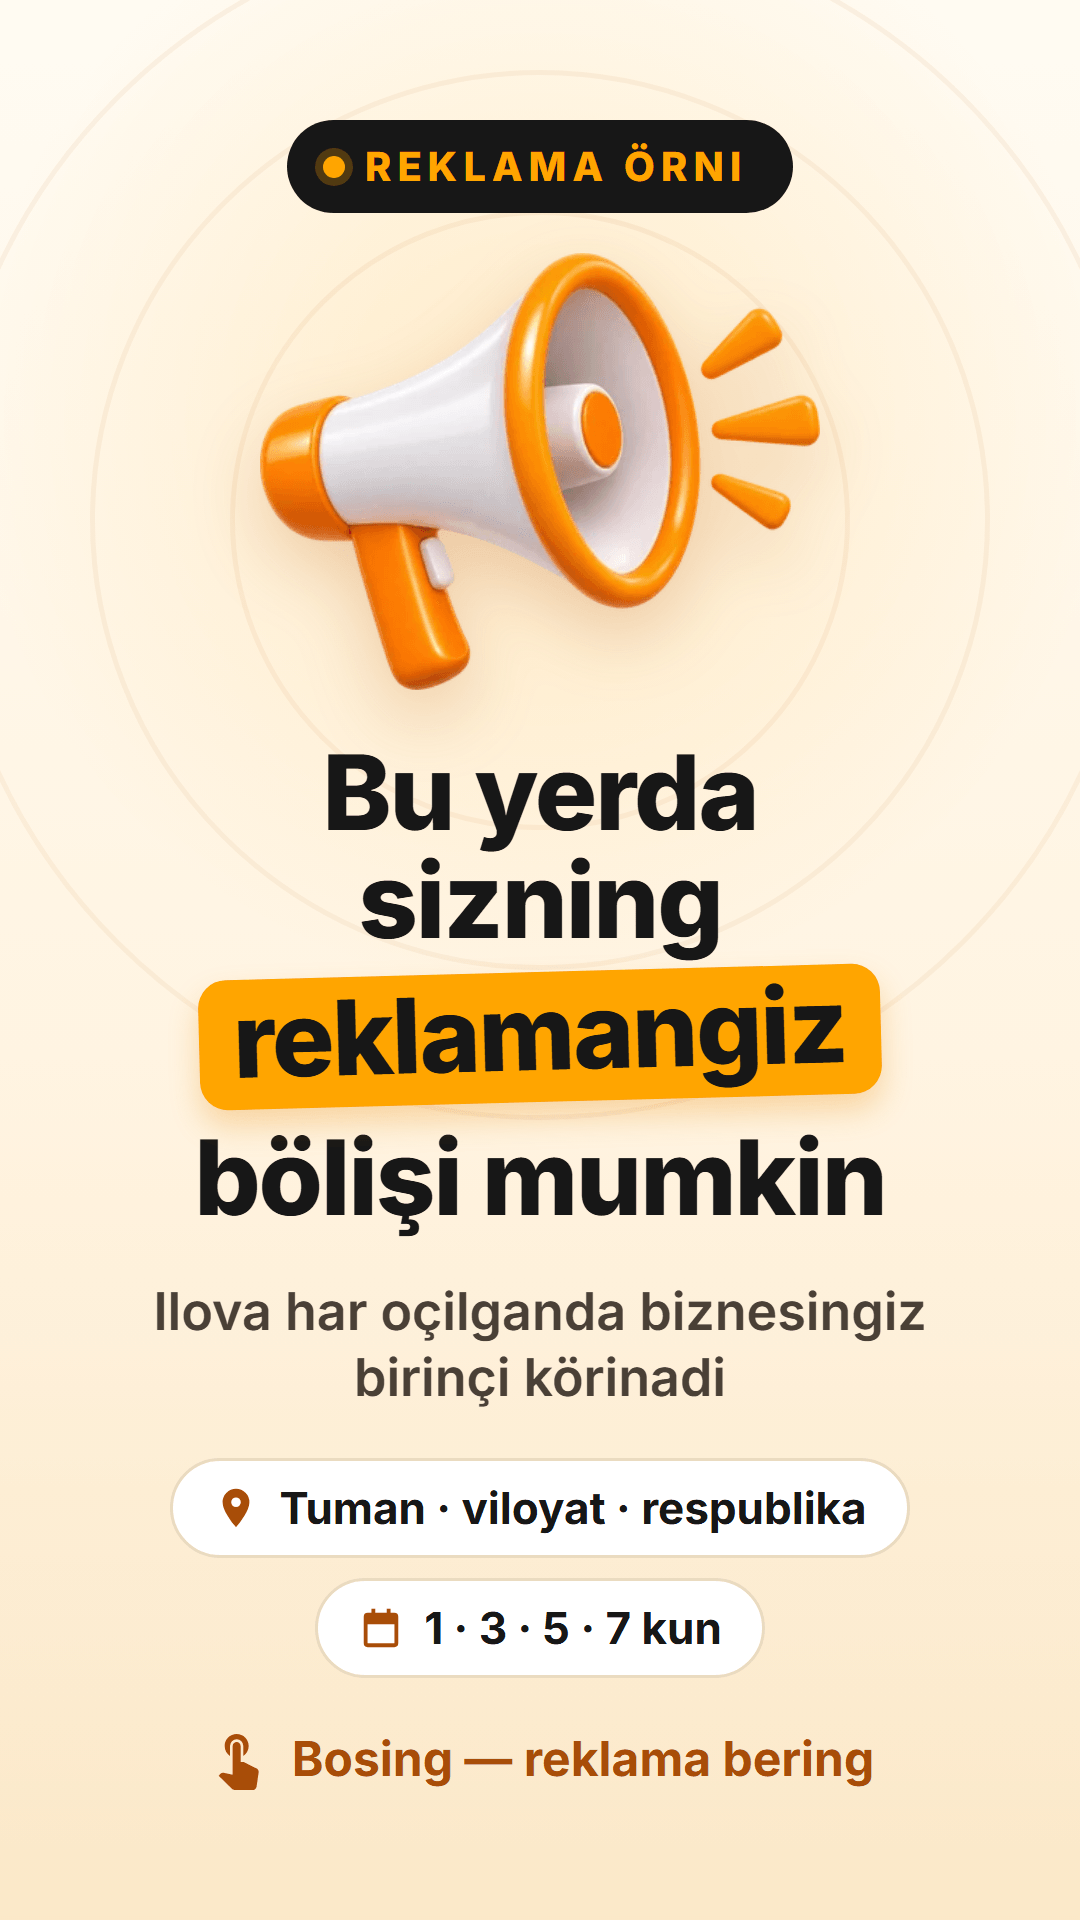 REKLAMA ÖRNI
Bu yerda
sizning
reklamangiz
bölişi mumkin
Ilova har oçilganda biznesingiz
birinçi körinadi
Tuman · viloyat · respublika
1 · 3 · 5 · 7 kun
Bosing — reklama bering